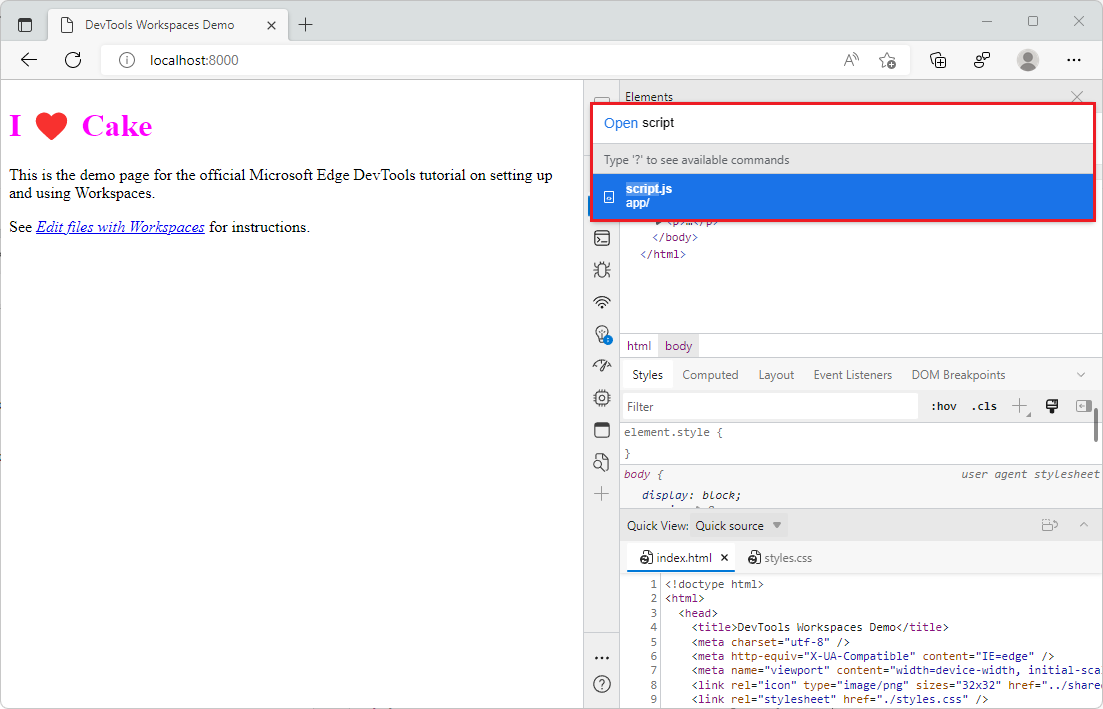 DevTools Workspaces Demo
localhost:8000
I ❤ Cake
This is the demo page for the official Microsoft Edge DevTools tutorial on setting up
and using Workspaces.
See Edit files with Workspaces for instructions.
Elements
Open script
Type '?' to see available commands
script.js
app/
</body>
</html>
html body
Styles Computed Layout Event Listeners DOM Breakpoints
Filter :hov .cls
element.style {
}
body { user agent stylesheet
display: block;
Quick View: Quick source
index.html styles.css
1 <!doctype html>
2 <html>
3 <head>
4 <title>DevTools Workspaces Demo</title>
5 <meta charset="utf-8" />
6 <meta http-equiv="X-UA-Compatible" content="IE=edge" />
7 <meta name="viewport" content="width=device-width, initial-sca
8 <link rel="icon" type="image/png" sizes="32x32" href="../share
9 <link rel="stylesheet" href="./styles.css" />